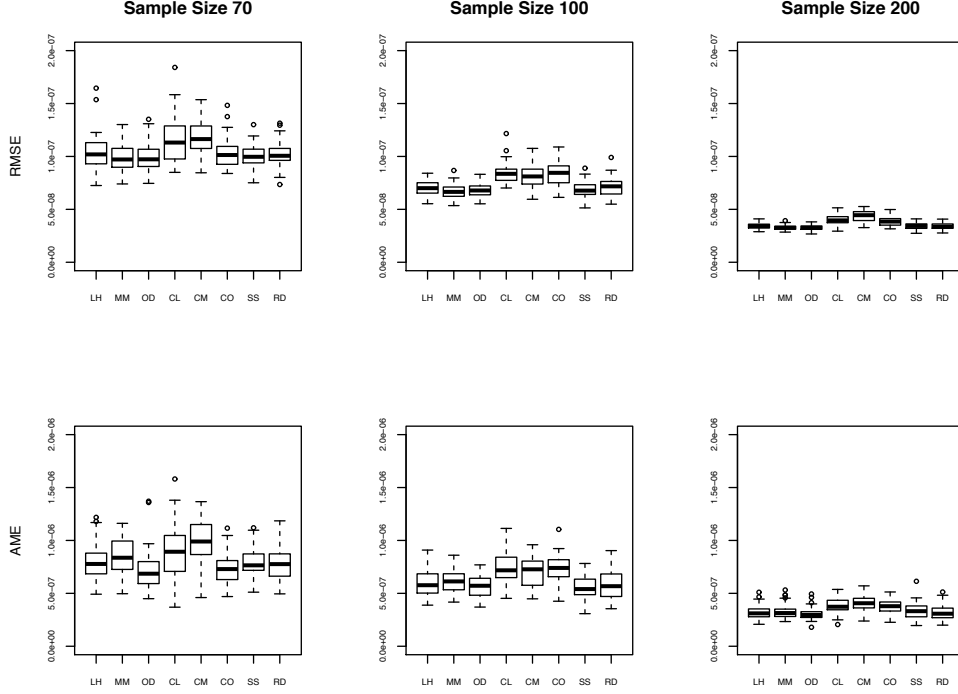 Sample Size 70
Sample Size 100
Sample Size 200
RMSE
0.0e+00 5.0e-08 1.0e-07 1.5e-07 2.0e-07
LH MM OD CL CM CO SS RD
0.0e+00 5.0e-08 1.0e-07 1.5e-07 2.0e-07
LH MM OD CL CM CO SS RD
0.0e+00 5.0e-08 1.0e-07 1.5e-07 2.0e-07
LH MM OD CL CM CO SS RD
AME
0.0e+00 5.0e-07 1.0e-06 1.5e-06 2.0e-06
LH MM OD CL CM CO SS RD
0.0e+00 5.0e-07 1.0e-06 1.5e-06 2.0e-06
LH MM OD CL CM CO SS RD
0.0e+00 5.0e-07 1.0e-06 1.5e-06 2.0e-06
LH MM OD CL CM CO SS RD